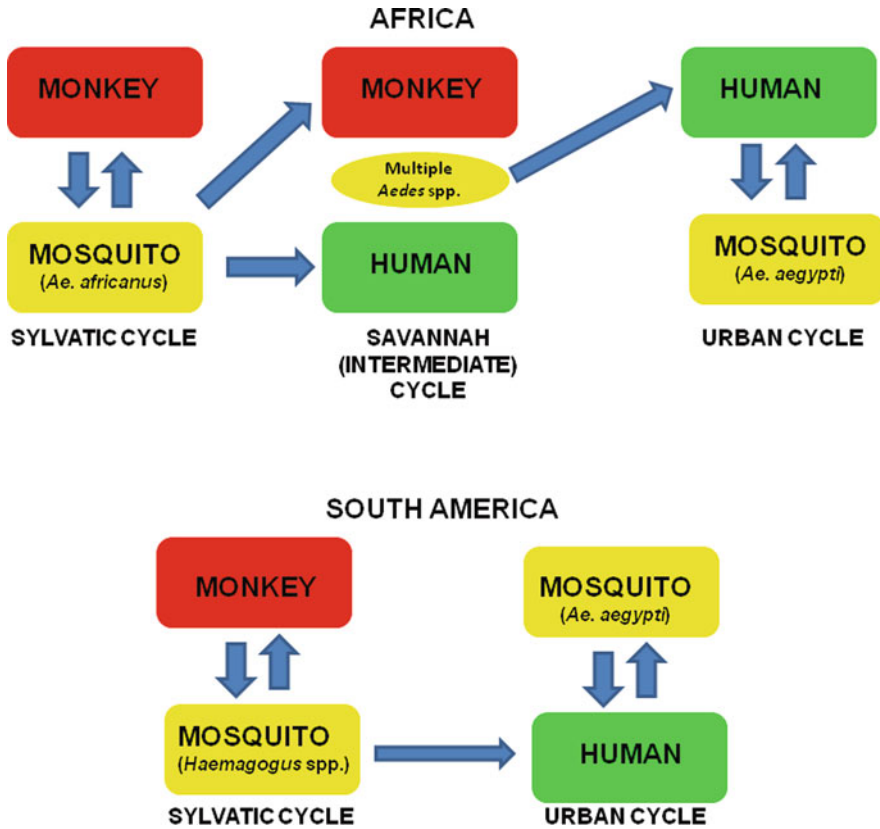 AFRICA
MONKEY
MONKEY
HUMAN
Multiple
Aedes spp.
MOSQUITO
(Ae. africanus)
HUMAN
MOSQUITO
(Ae. aegypti)
SYLVATIC CYCLE
SAVANNAH
(INTERMEDIATE)
CYCLE
URBAN CYCLE
SOUTH AMERICA
MONKEY
MOSQUITO
(Ae. aegypti)
MOSQUITO
(Haemagogus spp.)
HUMAN
SYLVATIC CYCLE
URBAN CYCLE